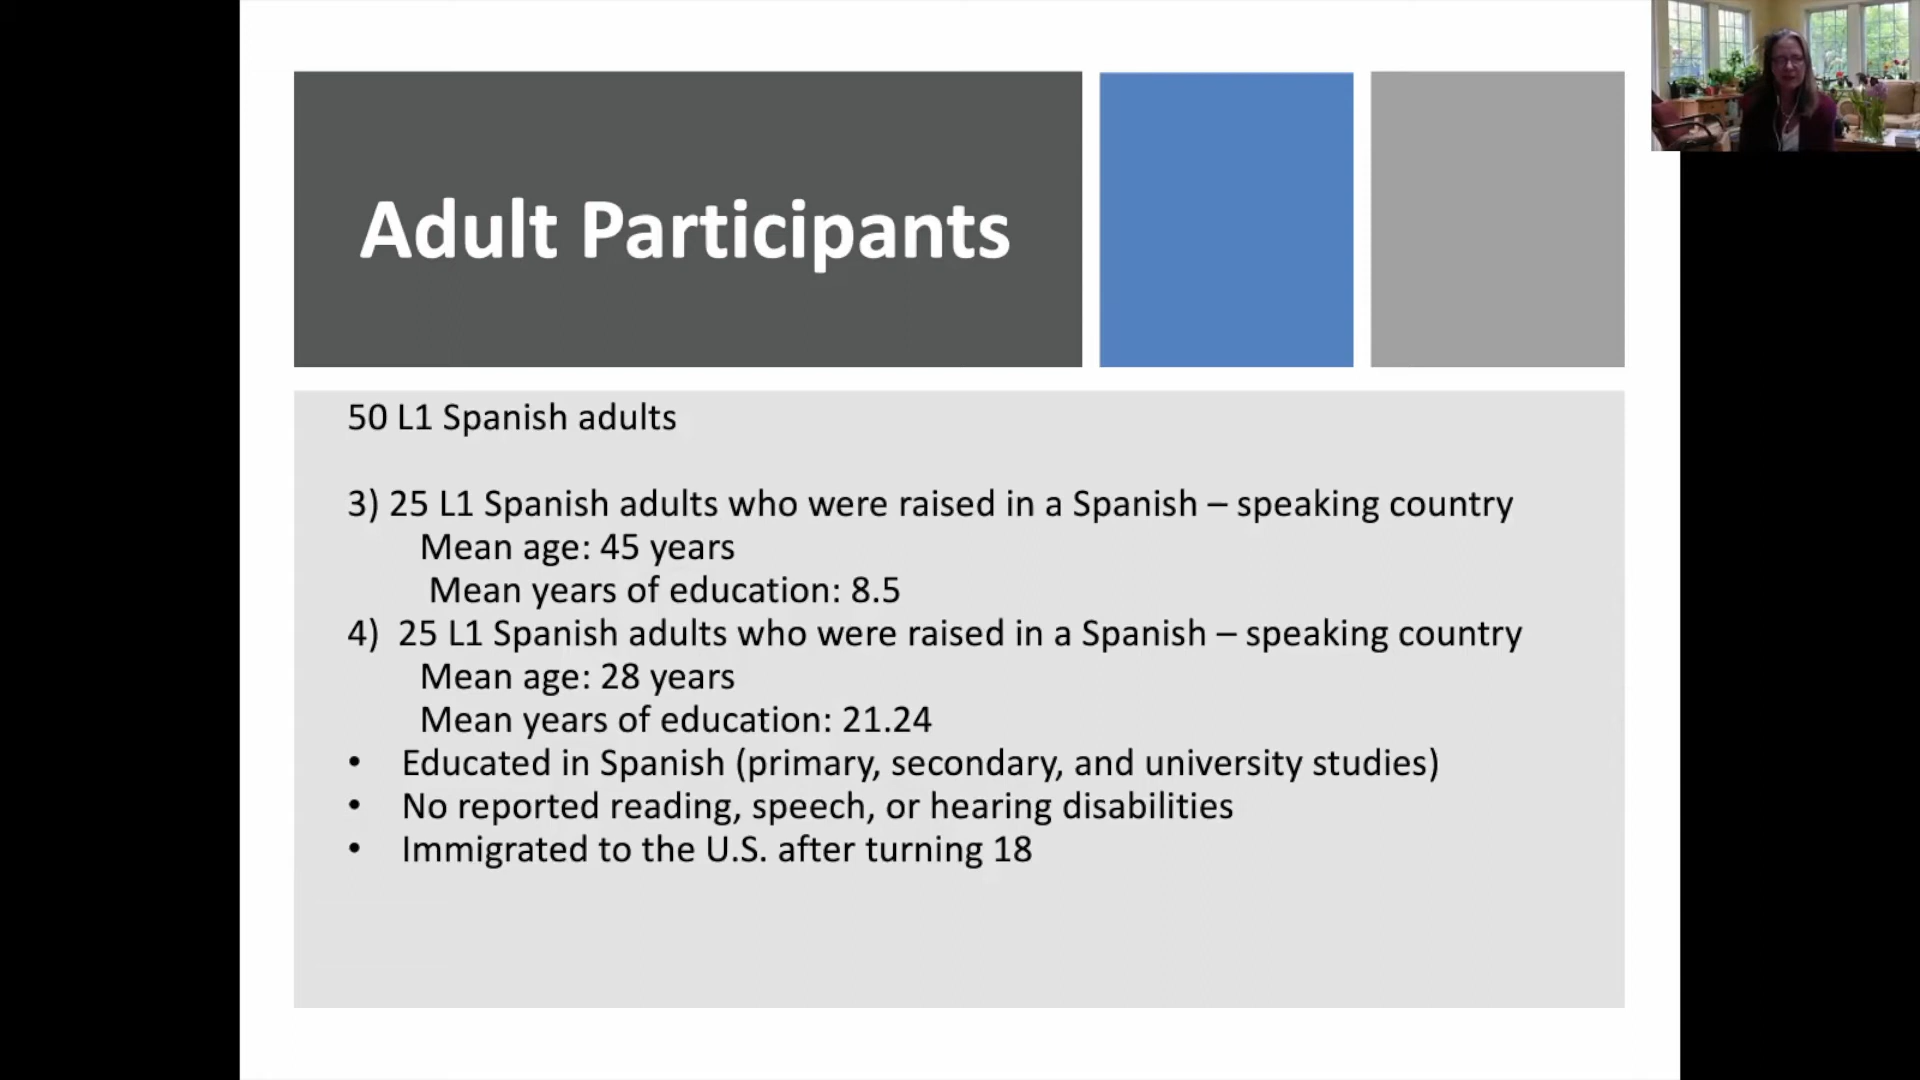 Adult Participants
50 L1 Spanish adults
3) 25 L1 Spanish adults who were raised in a Spanish – speaking country
Mean age: 45 years
Mean years of education: 8.5
4) 25 L1 Spanish adults who were raised in a Spanish – speaking country
Mean age: 28 years
Mean years of education: 21.24
• Educated in Spanish (primary, secondary, and university studies)
• No reported reading, speech, or hearing disabilities
• Immigrated to the U.S. after turning 18